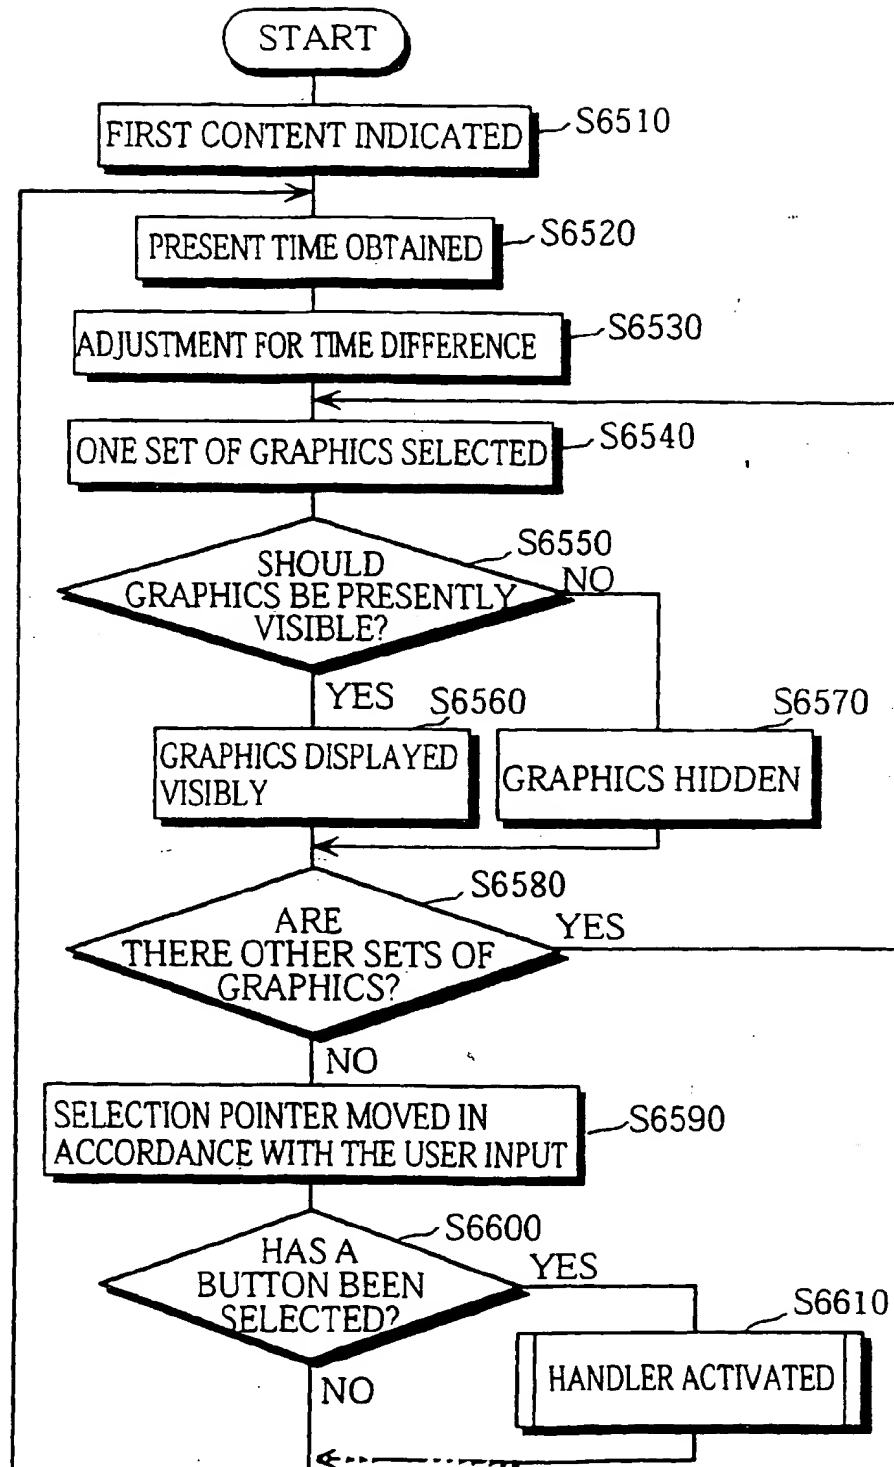 START
FIRST CONTENT INDICATED
S6510
PRESENT TIME OBTAINED
S6520
ADJUSTMENT FOR TIME DIFFERENCE
S6530
ONE SET OF GRAPHICS SELECTED
S6540
SHOULD
GRAPHICS BE PRESENTLY
VISIBLE?
S6550
NO
YES
S6560
GRAPHICS DISPLAYED
VISIBLY
S6570
GRAPHICS HIDDEN
S6580
ARE
THERE OTHER SETS OF
GRAPHICS?
YES
NO
SELECTION POINTER MOVED IN
ACCORDANCE WITH THE USER INPUT
S6590
S6600
HAS A
BUTTON BEEN
SELECTED?
YES
S6610
HANDLER ACTIVATED
NO